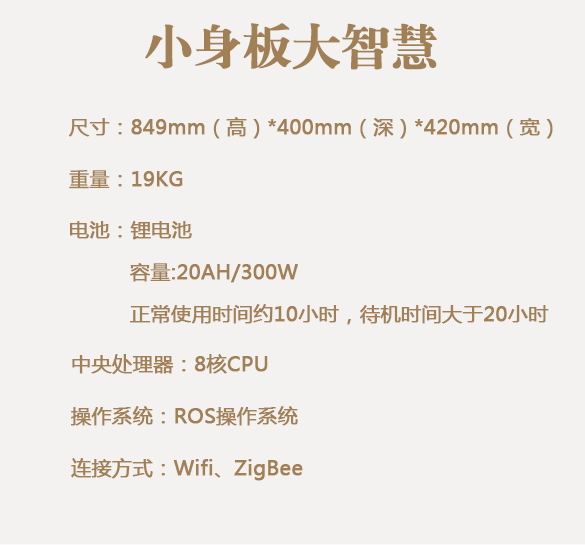 小身板大智慧
尺寸：849mm（高）*400mm（深）*420mm（宽）
重量：19KG
电池：锂电池
容量:20AH/300W
正常使用时间约10小时，待机时间大于20小时
中央处理器：8核CPU
操作系统：ROS操作系统
连接方式：Wifi、ZigBee